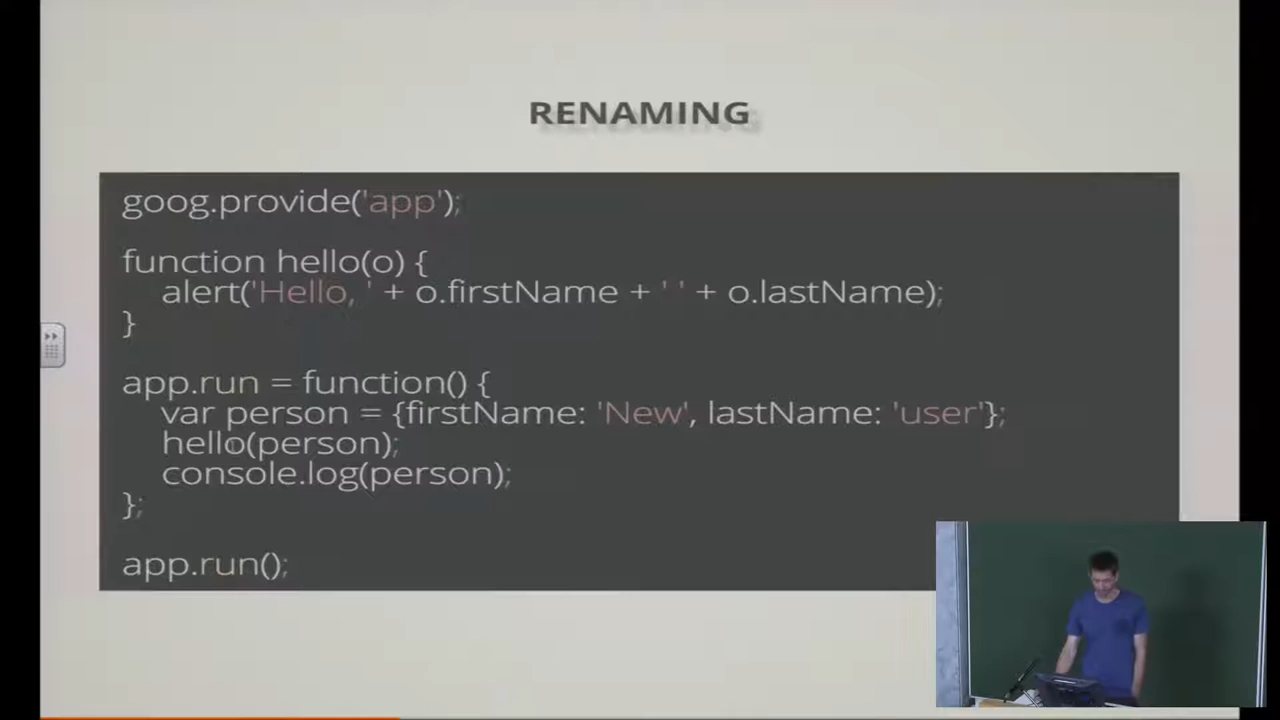 RENAMING
goog.provide('app');
function hello(o) {
alert('Hello, ' + o.firstName + ' ' + o.lastName);
}
app.run = function() {
var person = {firstName: 'New', lastName: 'user'};
hello(person);
console.log(person);
};
app.run();